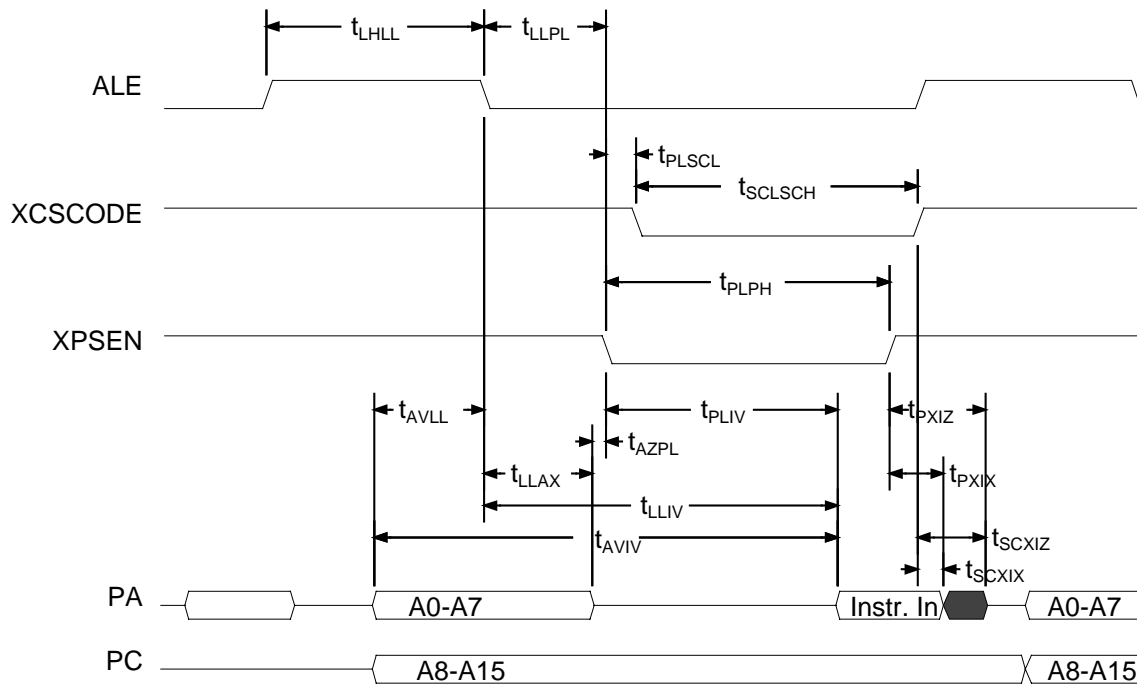 tLHLL tLLPL
ALE
tPLSCL
tSCLSCH
XCSCODE
tPLPH
XPSEN
tAVLL tPLIV tPXIZ
tAZPL
tLLAX tPXIX
tLLIV
tAVIV tSCXIZ
tSCXIX
PA A0-A7 Instr. In A0-A7
PC A8-A15 A8-A15